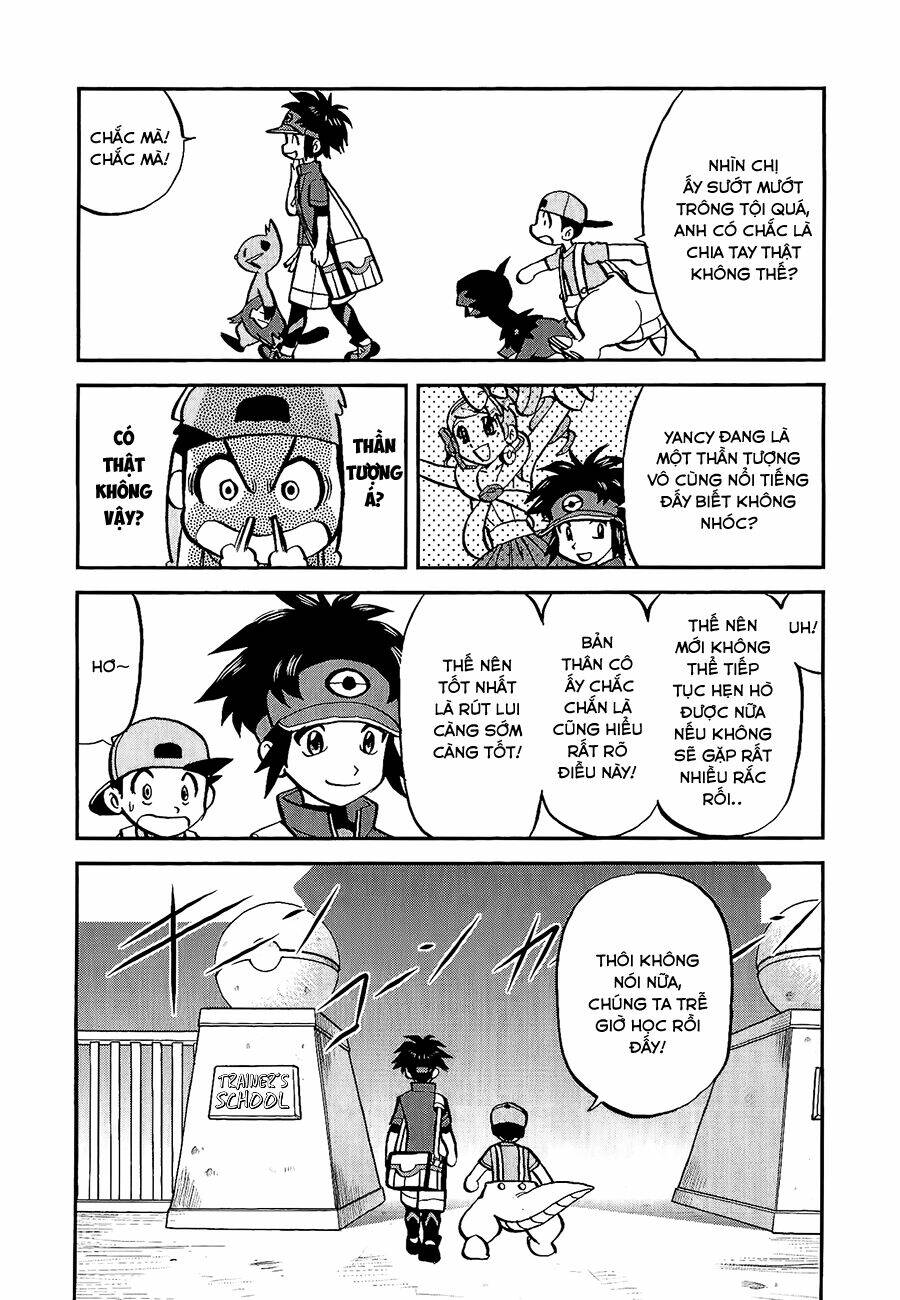 NHÌN CHỊ
ẤY SƯỚT MƯỚT
TRÔNG TỘI QUÁ,
ANH CÓ CHẮC LÀ
CHIA TAY THẬT
KHÔNG THẾ?
CHẮC MÀ!
CHẮC MÀ!
YANCY ĐANG LÀ
MỘT THẦN TƯỢNG
VÔ CÙNG NỔI TIẾNG
ĐẤY BIẾT KHÔNG
NHÓC?
THẦN
TƯỢNG
Á?
CÓ
THẬT
KHÔNG
VẬY?
UH!
THẾ NÊN
MỚI KHÔNG
THỂ TIẾP
TỤC HẸN HÒ
ĐƯỢC NỮA
NẾU KHÔNG
SẼ GẶP RẤT
NHIỀU RẮC
RỐI..
BẢN
THÂN CÔ
ẤY CHẮC
CHẮN LÀ
CŨNG HIỂU
RẤT RÕ
ĐIỀU NÀY!
THẾ NÊN
TỐT NHẤT
LÀ RÚT LUI
CÀNG SỚM
CÀNG TỐT!
HƠ~
THÔI KHÔNG
NÓI NỮA,
CHÚNG TA TRỄ
GIỜ HỌC RỒI
ĐẤY!
TRAINER'S
SCHOOL